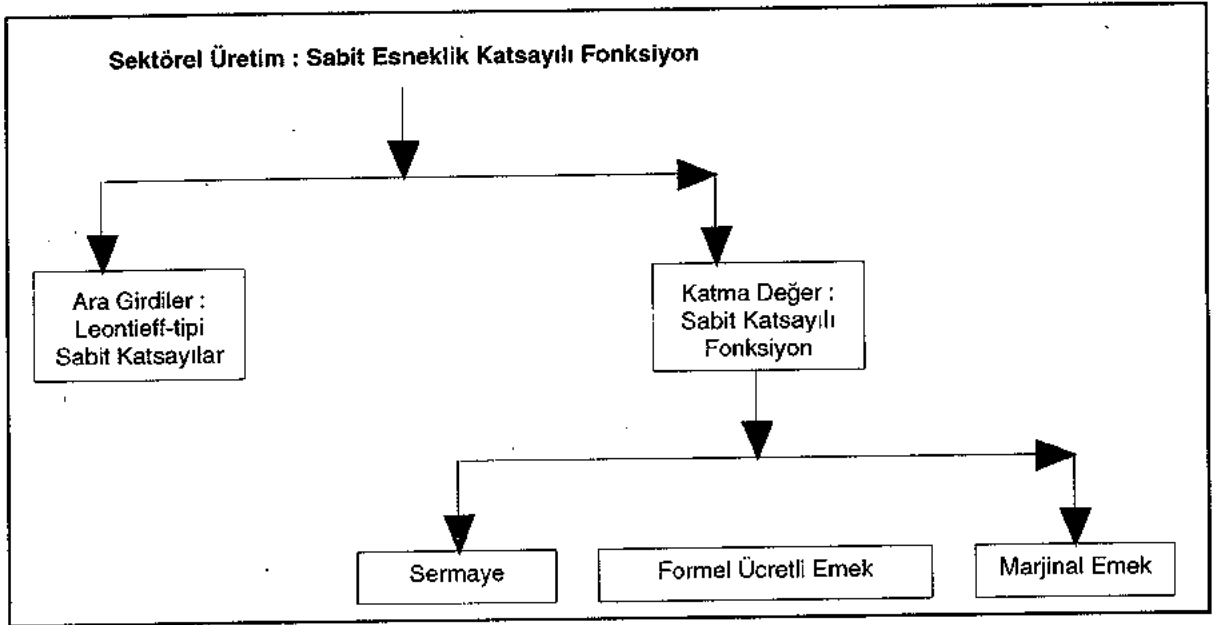 Sektörel Üretim : Sabit Esneklik Katsayılı Fonksiyon
Ara Girdiler :
Leontieff-tipi
Sabit Katsayılar
Katma Değer :
Sabit Katsayılı
Fonksiyon
Sermaye
Formel Ücretli Emek
Marjinal Emek